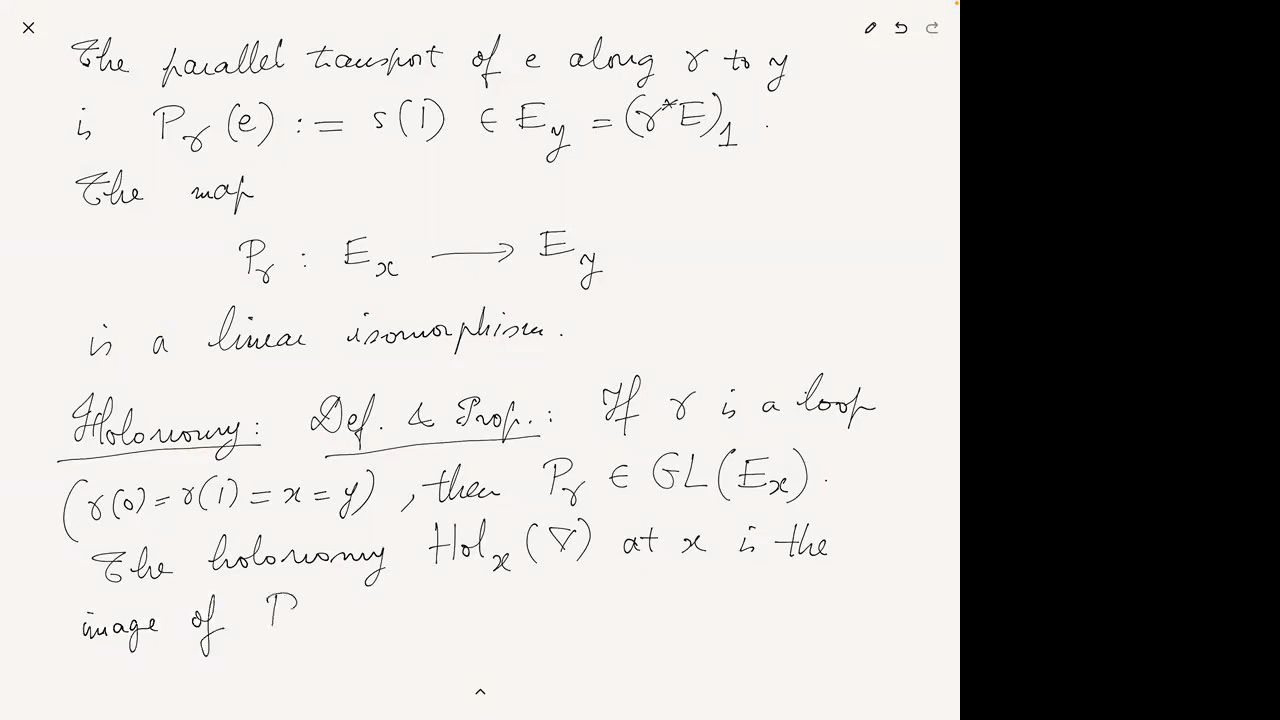 The parallel transport of e along γ to y
is P_γ(e) := s(1) ∈ E_y = (γ*E)_1 .
The map
P_γ : E_x ⟶ E_y
is a linear isomorphism.
Holonomy: Def. & Prop.: If γ is a loop
(γ(0) = γ(1) = x = y), then P_γ ∈ GL(E_x).
The holonomy Hol_x(∇) at x is the
image of P